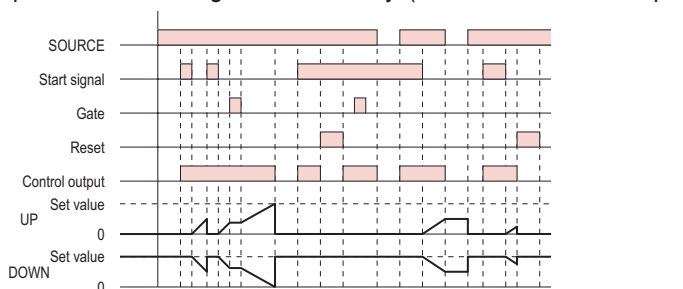 SOURCE
Start signal
Gate
Reset
Control output
Set value
UP
0
Set value
DOWN
0